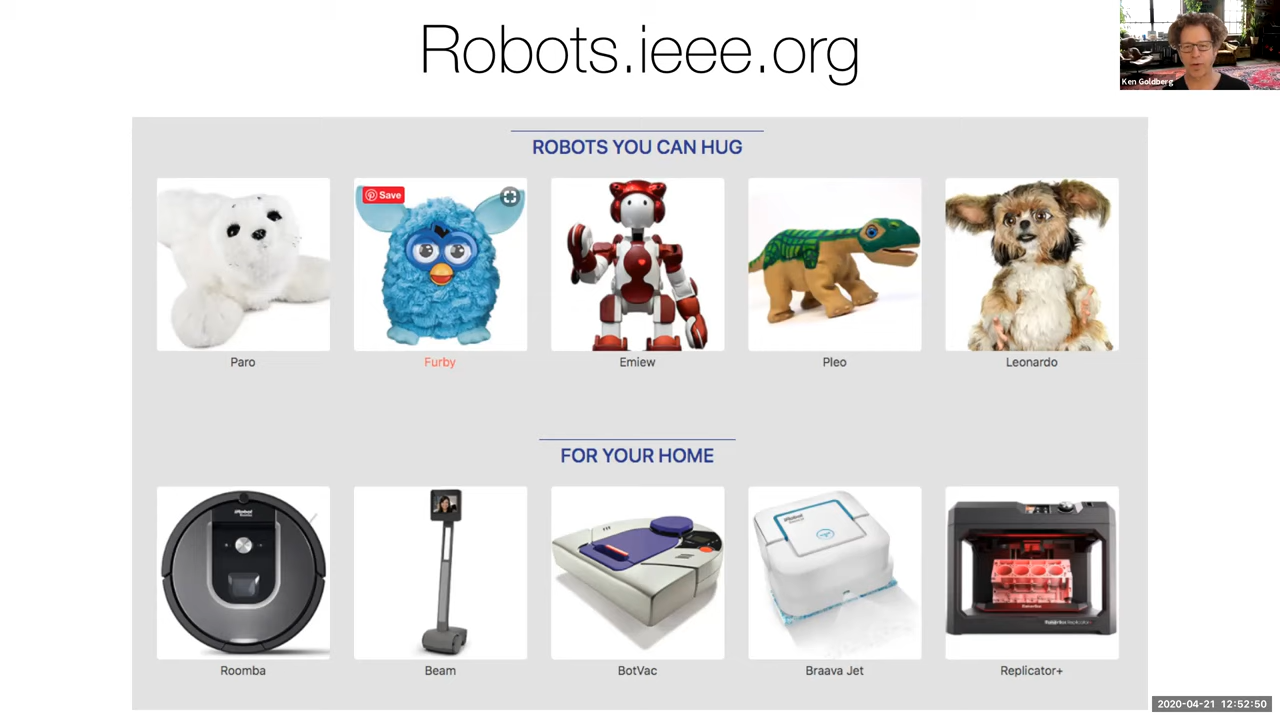 Robots.ieee.org
Ken Goldberg
ROBOTS YOU CAN HUG
Save
Paro
Furby
Emiew
Pleo
Leonardo
FOR YOUR HOME
Roomba
Beam
BotVac
Braava Jet
Replicator+
2020-04-21 12:52:50